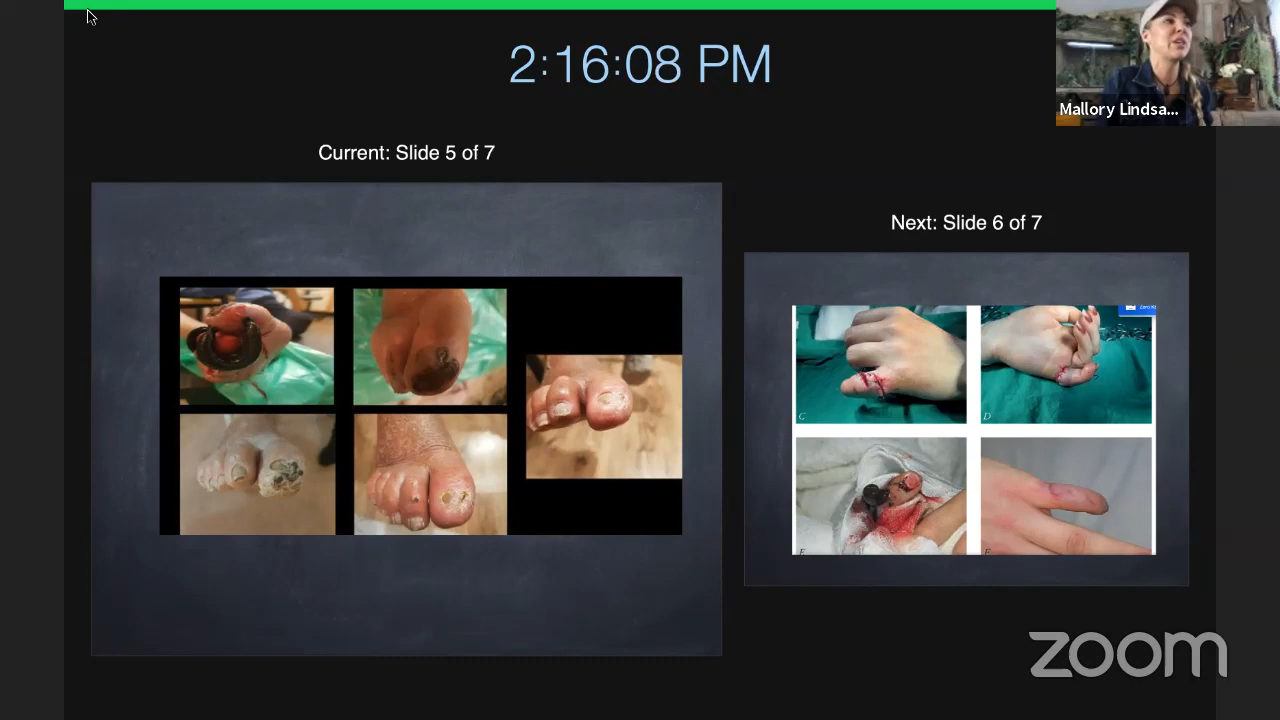 2:16:08 PM
Mallory Lindsa...
Current: Slide 5 of 7
Next: Slide 6 of 7
C
D
E
F
zoom